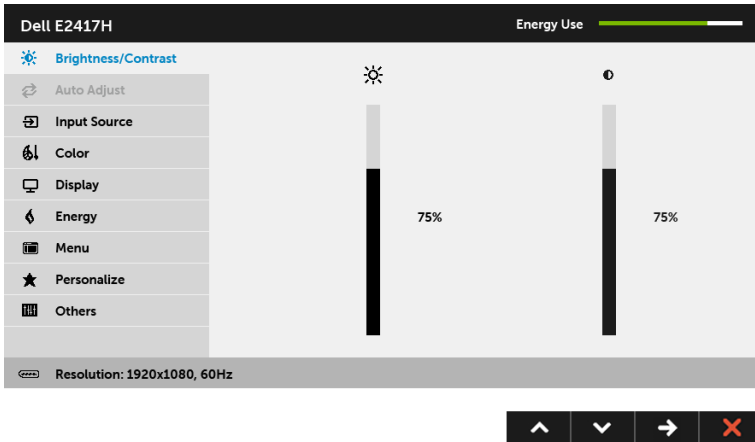 Dell E2417H
Energy Use
Brightness/Contrast
Auto Adjust
Input Source
Color
Display
Energy
Menu
Personalize
Others
75%
75%
Resolution: 1920x1080, 60Hz